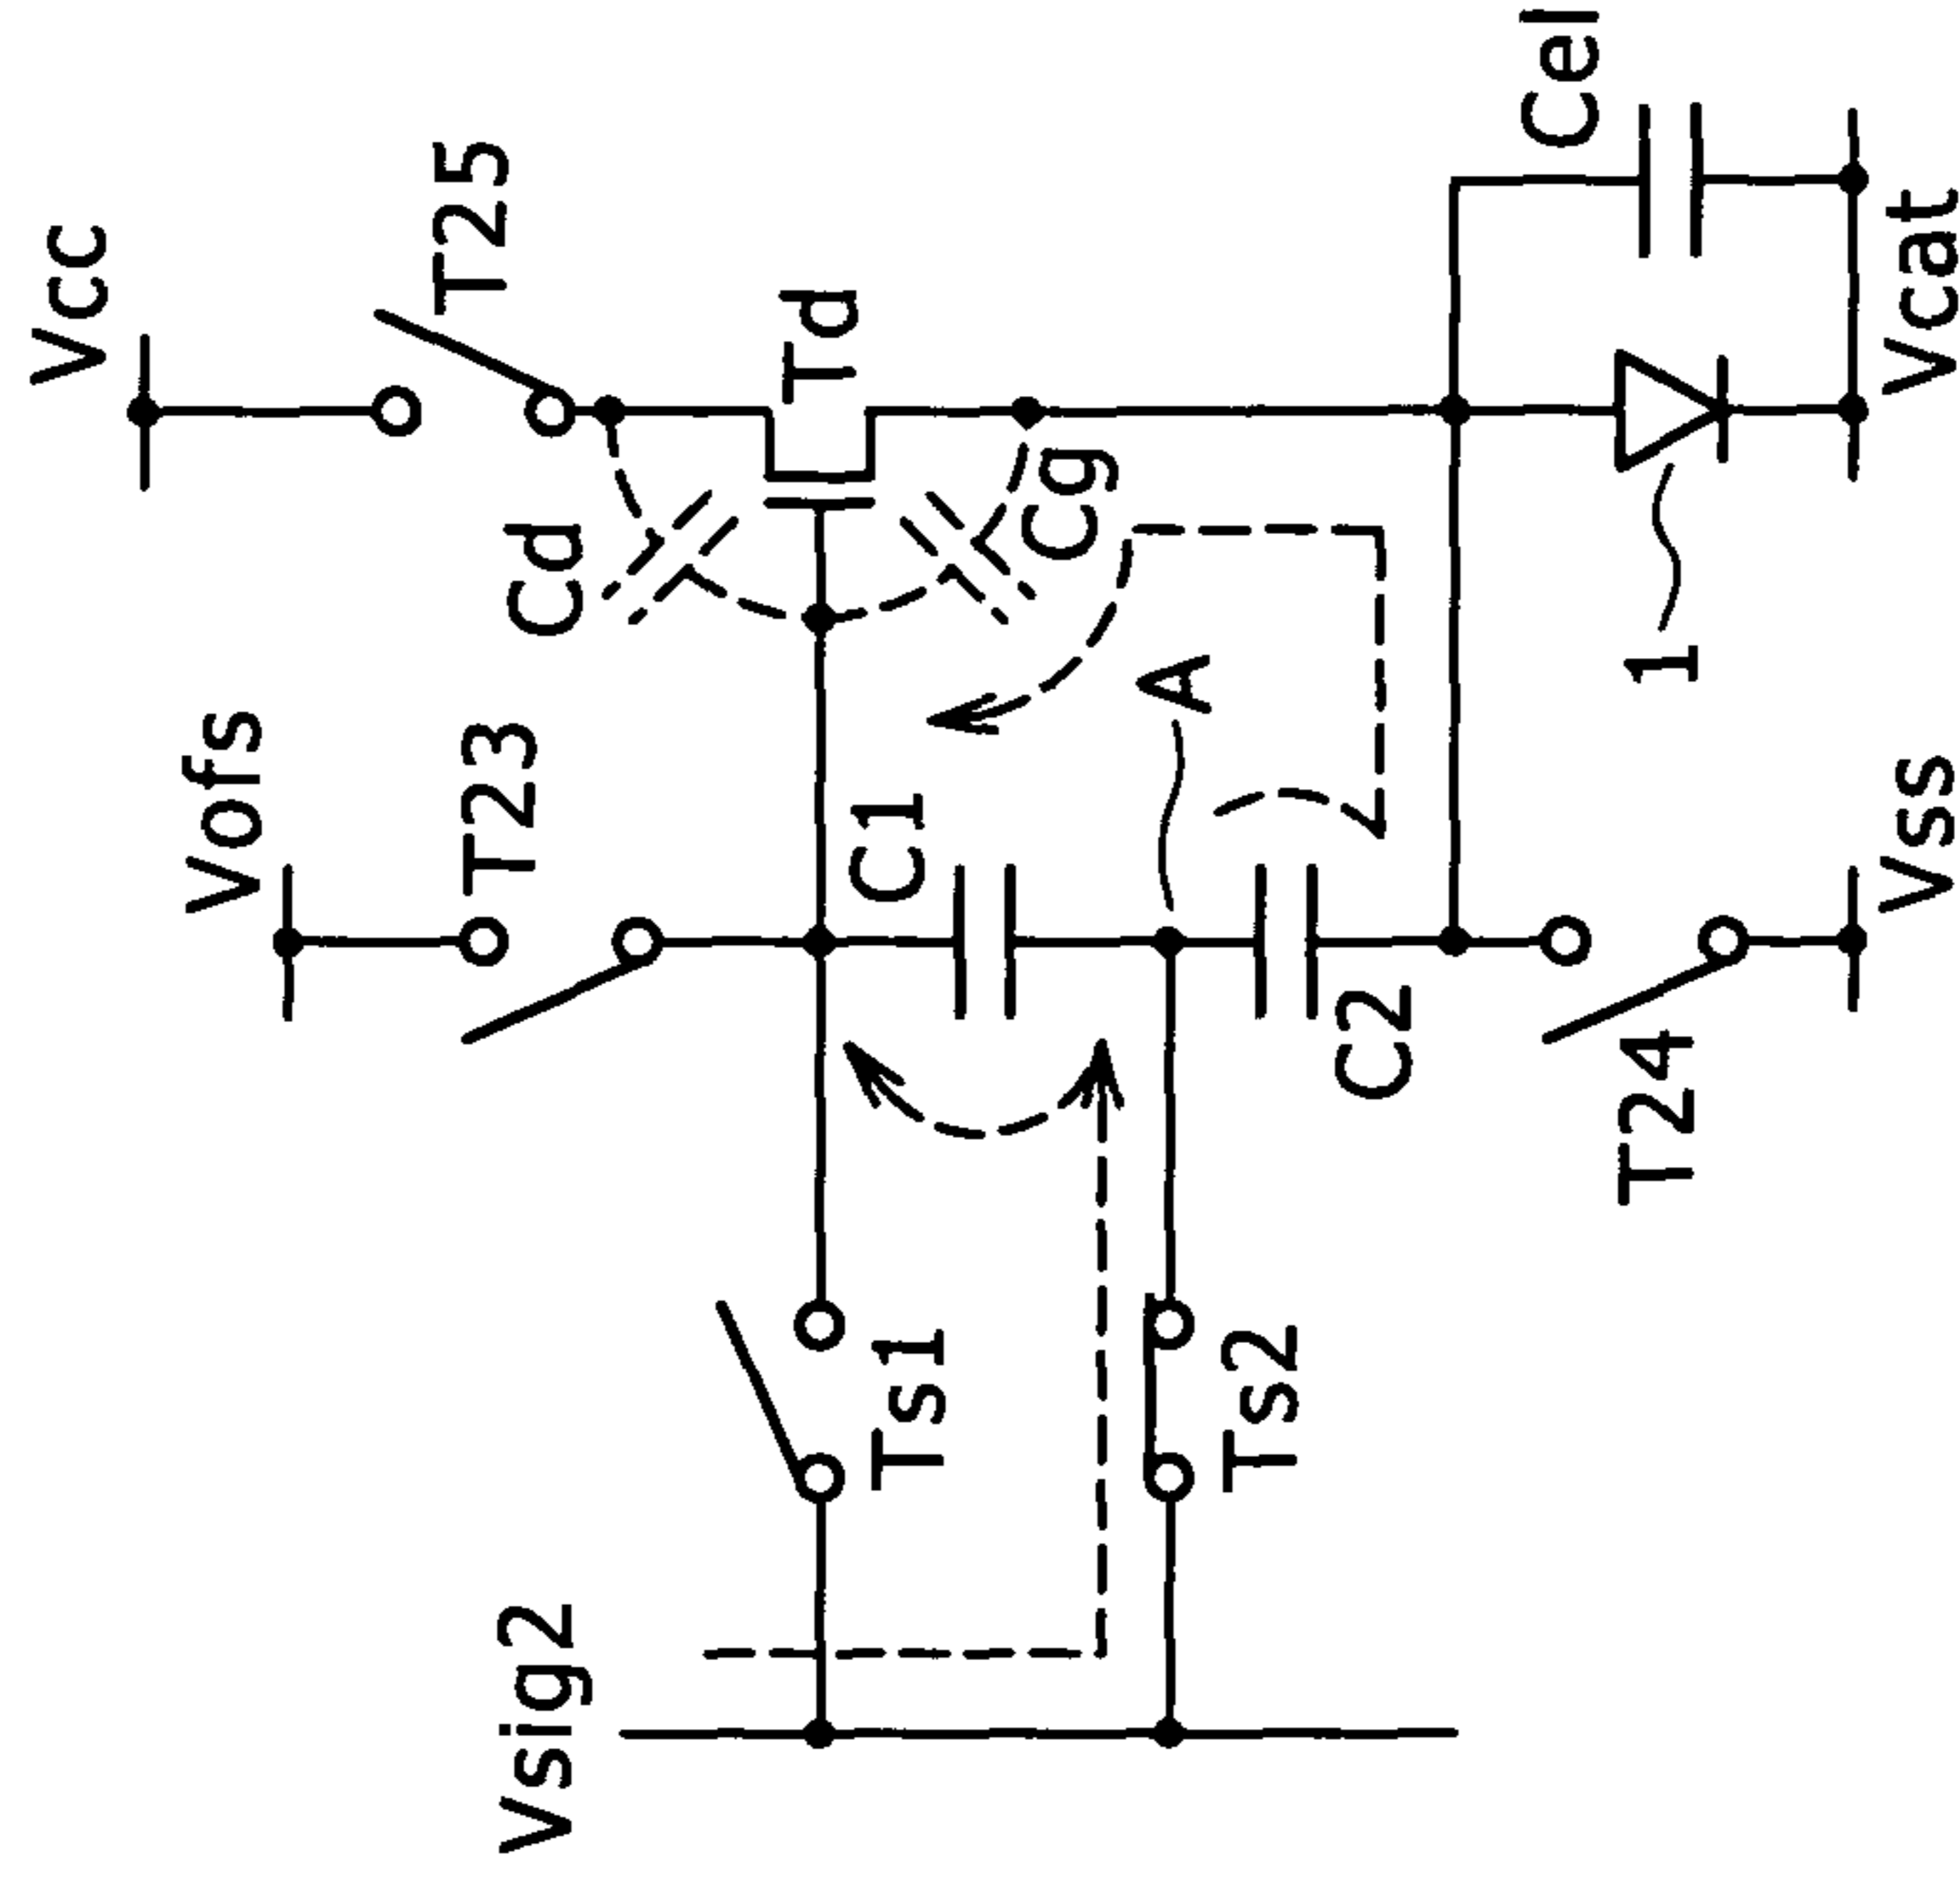 Vcc
T25
Vofs
T23
Cd
Td
Cg
Cel
Vsig2
Ts1
C1
A
Ts2
C2
1
T24
Vcat
Vss